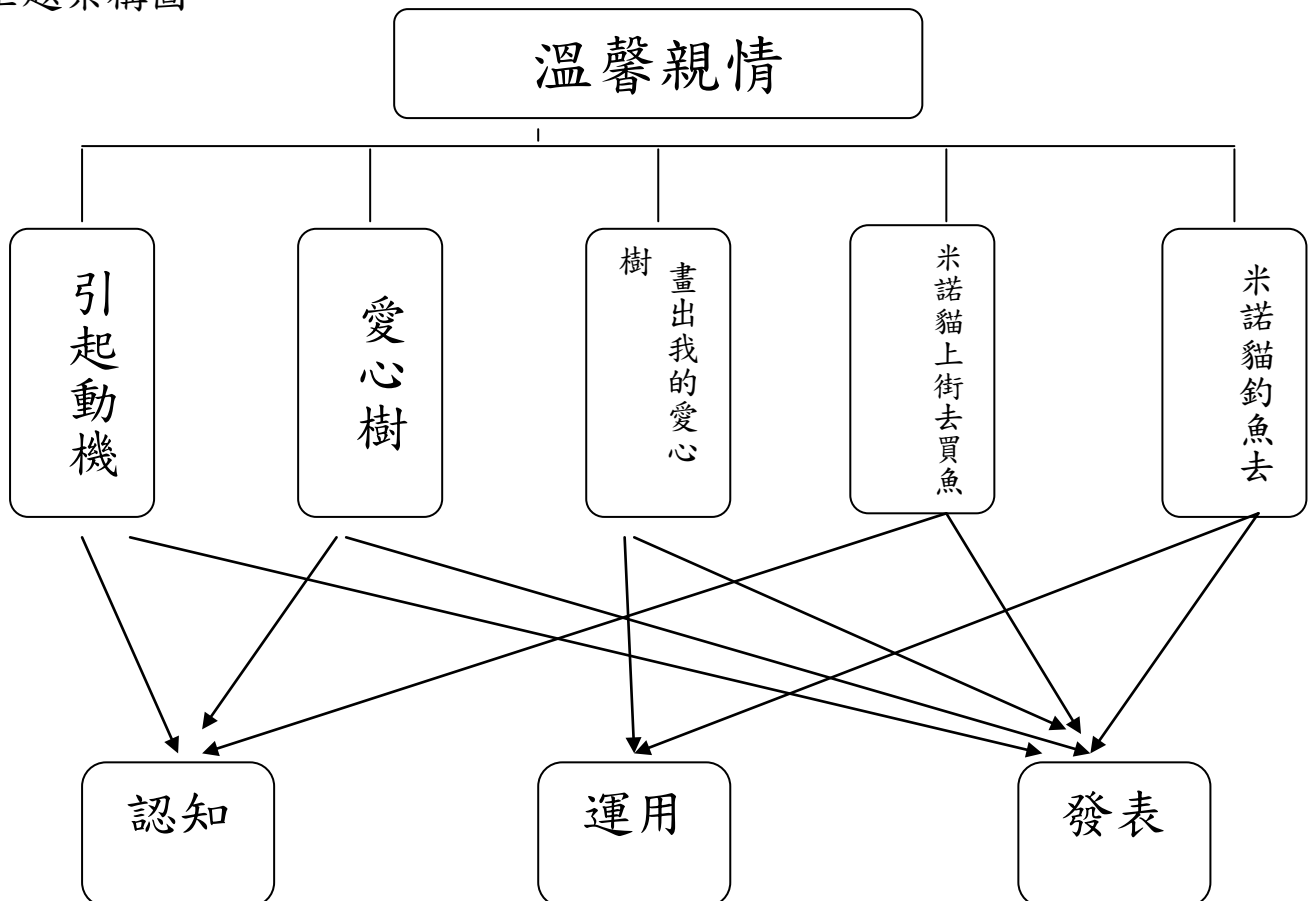 架構圖
溫馨親情
引起動機
愛心樹
畫出我的愛心
樹
米諾貓上街去買魚
米諾貓釣魚去
認知
運用
發表